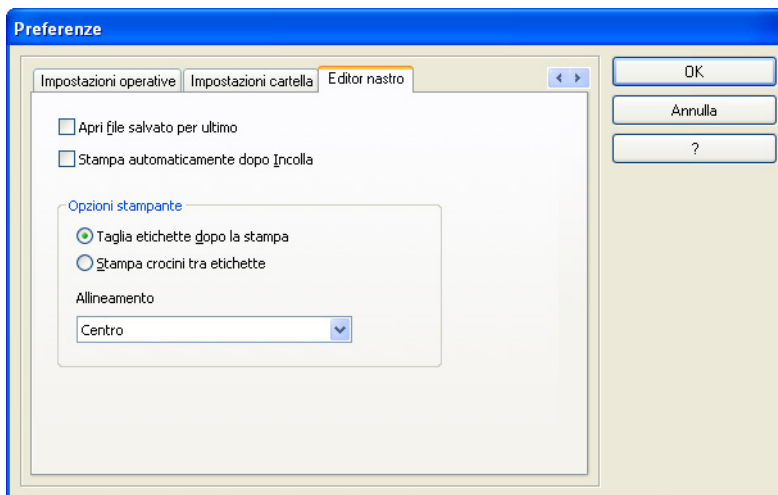 Preferenze
Impostazioni operative Impostazioni cartella Editor nastro
OK
Annulla
?
Apri file salvato per ultimo
Stampa automaticamente dopo Incolla
Opzioni stampante
Taglia etichette dopo la stampa
Stampa crocini tra etichette
Allineamento
Centro